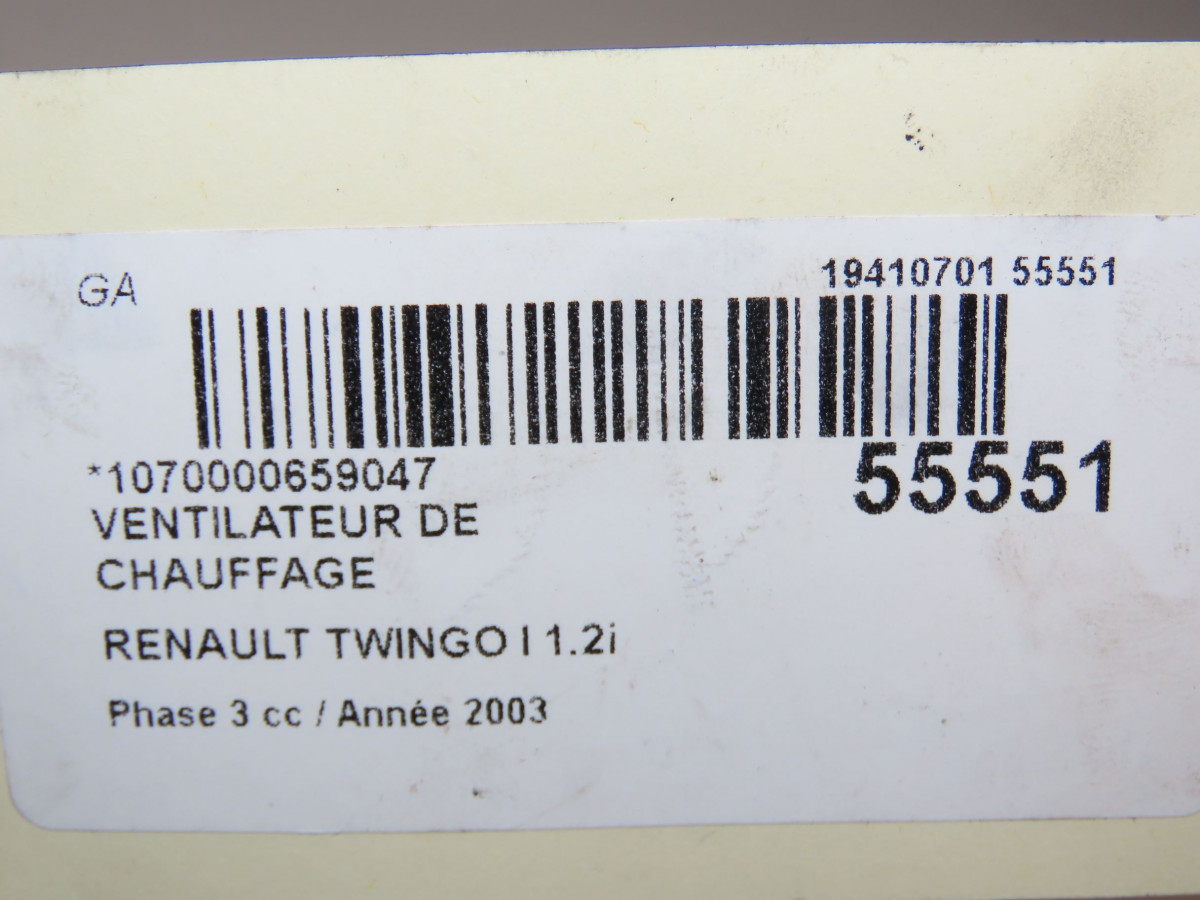 GA
19410701 55551
*1070000659047
55551
VENTILATEUR DE
CHAUFFAGE
RENAULT TWINGO I 1.2i
Phase 3 cc / Année 2003